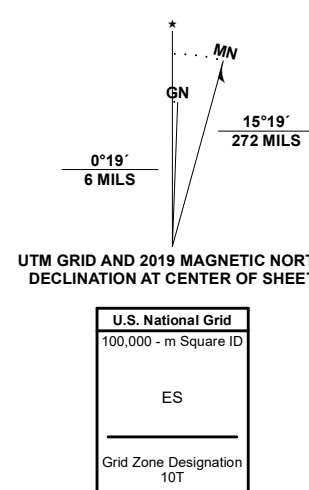 ★
MN
GN
15°19´
272 MILS
0°19´
6 MILS
UTM GRID AND 2019 MAGNETIC NORT
DECLINATION AT CENTER OF SHEET
U.S. National Grid
100,000 - m Square ID
ES
Grid Zone Designation
10T